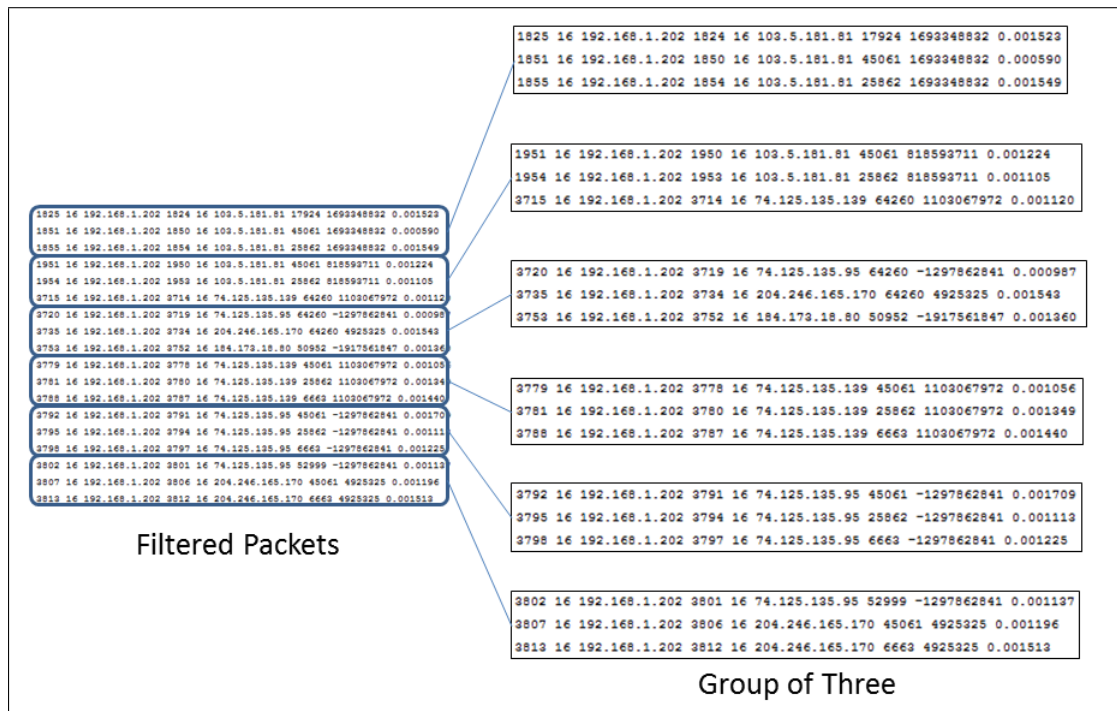 1825 16 192.168.1.202 1824 16 103.5.181.81 17924 1693348832 0.001523
1851 16 192.168.1.202 1850 16 103.5.181.81 45061 1693348832 0.000590
1855 16 192.168.1.202 1854 16 103.5.181.81 25862 1693348832 0.001549
1951 16 192.168.1.202 1950 16 103.5.181.81 45061 818593711 0.001224
1954 16 192.168.1.202 1953 16 103.5.181.81 25862 818593711 0.001105
3715 16 192.168.1.202 3714 16 74.125.135.139 64260 1103067972 0.00112
3720 16 192.168.1.202 3719 16 74.125.135.95 64260 -1297862841 0.00098
3735 16 192.168.1.202 3734 16 204.246.165.170 64260 4925325 0.001543
3753 16 192.168.1.202 3752 16 184.173.18.80 50952 -1917561847 0.00136
3779 16 192.168.1.202 3778 16 74.125.135.139 45061 1103067972 0.00105
3781 16 192.168.1.202 3780 16 74.125.135.139 25862 1103067972 0.00134
3788 16 192.168.1.202 3787 16 74.125.135.139 6663 1103067972 0.001440
3792 16 192.168.1.202 3791 16 74.125.135.95 45061 -1297862841 0.00170
3795 16 192.168.1.202 3794 16 74.125.135.95 25862 -1297862841 0.00111
3798 16 192.168.1.202 3797 16 74.125.135.95 6663 -1297862841 0.001225
3802 16 192.168.1.202 3801 16 74.125.135.95 52999 -1297862841 0.00113
3807 16 192.168.1.202 3806 16 204.246.165.170 45061 4925325 0.001196
3813 16 192.168.1.202 3812 16 204.246.165.170 6663 4925325 0.001513
Filtered Packets
1825 16 192.168.1.202 1824 16 103.5.181.81 17924 1693348832 0.001523
1851 16 192.168.1.202 1850 16 103.5.181.81 45061 1693348832 0.000590
1855 16 192.168.1.202 1854 16 103.5.181.81 25862 1693348832 0.001549
1951 16 192.168.1.202 1950 16 103.5.181.81 45061 818593711 0.001224
1954 16 192.168.1.202 1953 16 103.5.181.81 25862 818593711 0.001105
3715 16 192.168.1.202 3714 16 74.125.135.139 64260 1103067972 0.001120
3720 16 192.168.1.202 3719 16 74.125.135.95 64260 -1297862841 0.000987
3735 16 192.168.1.202 3734 16 204.246.165.170 64260 4925325 0.001543
3753 16 192.168.1.202 3752 16 184.173.18.80 50952 -1917561847 0.001360
3779 16 192.168.1.202 3778 16 74.125.135.139 45061 1103067972 0.001056
3781 16 192.168.1.202 3780 16 74.125.135.139 25862 1103067972 0.001349
3788 16 192.168.1.202 3787 16 74.125.135.139 6663 1103067972 0.001440
3792 16 192.168.1.202 3791 16 74.125.135.95 45061 -1297862841 0.001709
3795 16 192.168.1.202 3794 16 74.125.135.95 25862 -1297862841 0.001113
3798 16 192.168.1.202 3797 16 74.125.135.95 6663 -1297862841 0.001225
3802 16 192.168.1.202 3801 16 74.125.135.95 52999 -1297862841 0.001137
3807 16 192.168.1.202 3806 16 204.246.165.170 45061 4925325 0.001196
3813 16 192.168.1.202 3812 16 204.246.165.170 6663 4925325 0.001513
Group of Three